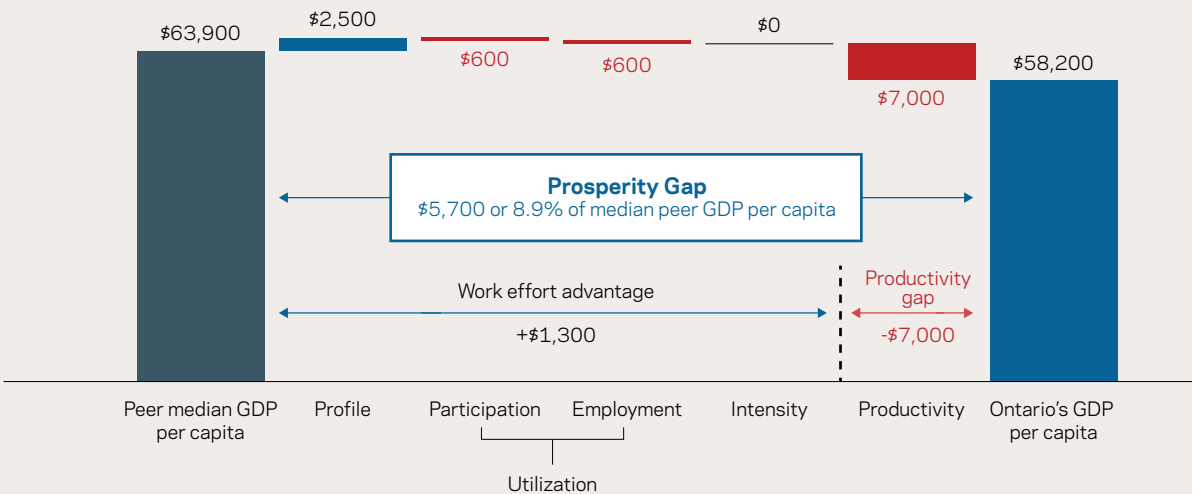 $63,900
$2,500
$600
$600
$0
$7,000
$58,200
Prosperity Gap
$5,700 or 8.9% of median peer GDP per capita
Work effort advantage
+$1,300
Productivity
gap
-$7,000
Peer median GDP
per capita
Profile
Participation
Employment
Intensity
Productivity
Ontario's GDP
per capita
Utilization